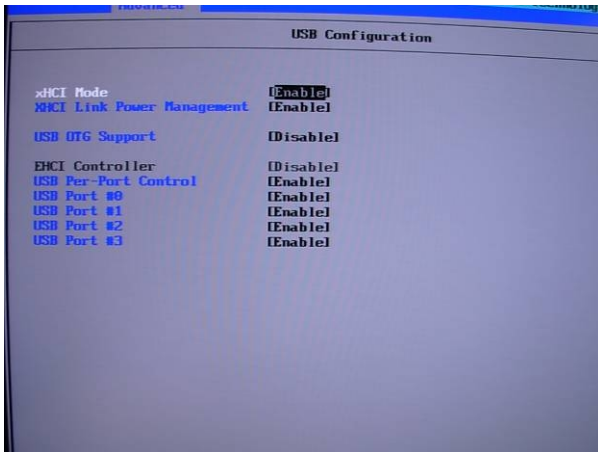 Advanced
USB Configuration
xHCI Mode [Enable]
XHCI Link Power Management [Enable]
USB OTG Support [Disable]
EHCI Controller [Disable]
USB Per-Port Control [Enable]
USB Port #0 [Enable]
USB Port #1 [Enable]
USB Port #2 [Enable]
USB Port #3 [Enable]